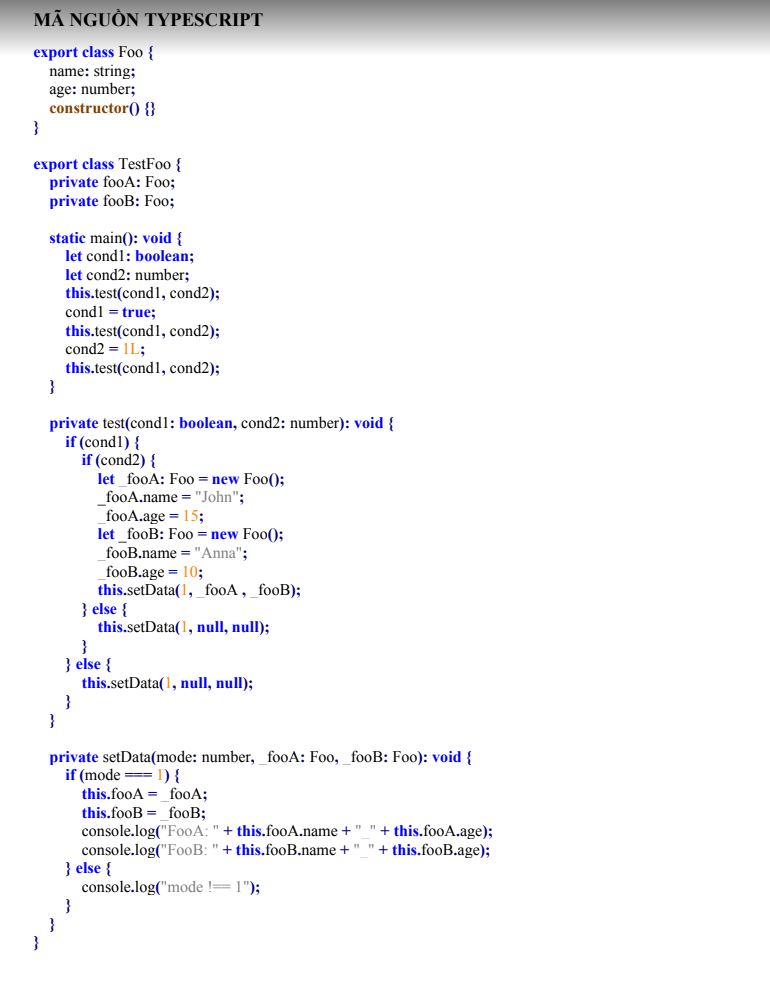 MÃ NGUỒN TYPESCRIPT
export class Foo {
name: string;
age: number;
constructor() {}
}
export class TestFoo {
private fooA: Foo;
private fooB: Foo;
static main(): void {
let cond1: boolean;
let cond2: number;
this.test(cond1, cond2);
cond1 = true;
this.test(cond1, cond2);
cond2 = 1L;
this.test(cond1, cond2);
}
private test(cond1: boolean, cond2: number): void {
if (cond1) {
if (cond2) {
let _fooA: Foo = new Foo();
_fooA.name = "John";
_fooA.age = 15;
let _fooB: Foo = new Foo();
_fooB.name = "Anna";
_fooB.age = 10;
this.setData(1, _fooA , _fooB);
} else {
this.setData(1, null, null);
}
} else {
this.setData(1, null, null);
}
}
private setData(mode: number, _fooA: Foo, _fooB: Foo): void {
if (mode === 1) {
this.fooA = _fooA;
this.fooB = _fooB;
console.log("FooA: " + this.fooA.name + "_" + this.fooA.age);
console.log("FooB: " + this.fooB.name + "_" + this.fooB.age);
} else {
console.log("mode !== 1");
}
}
}